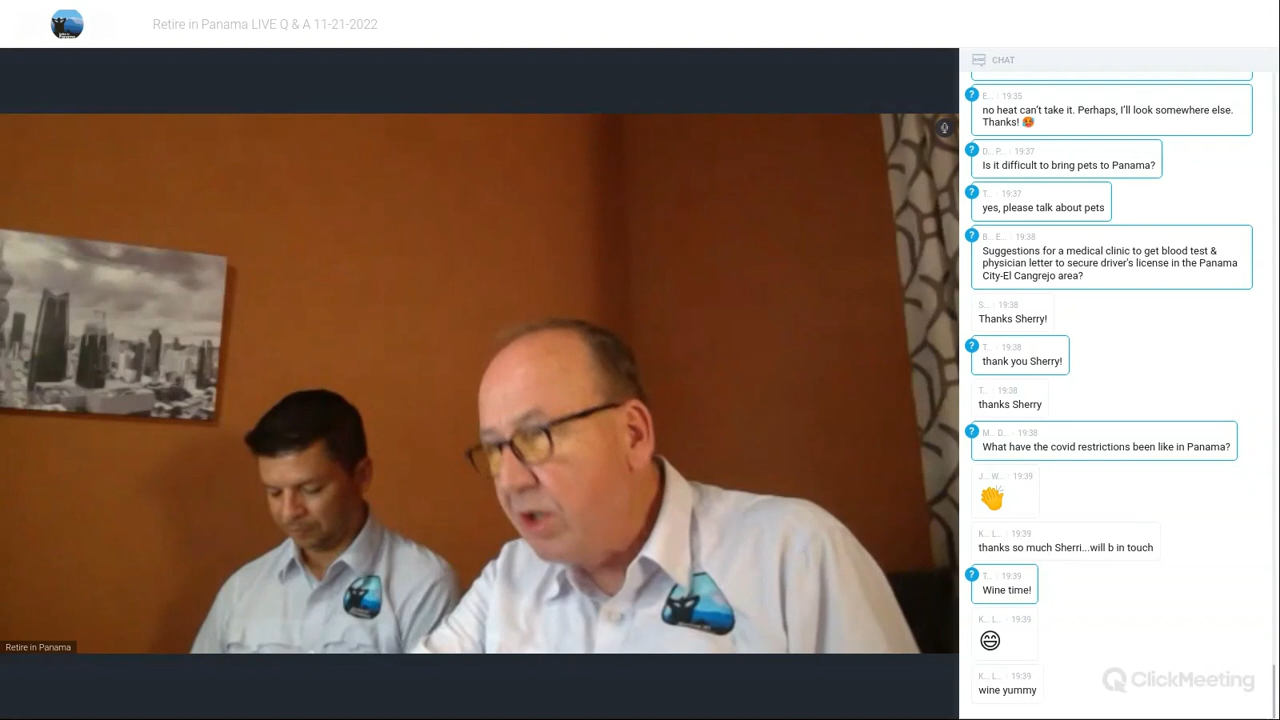 Retire in Panama LIVE Q & A 11-21-2022
CHAT
E... 19:35
no heat can't take it. Perhaps, I'll look somewhere else.
Thanks! 🥵
? D... P... 19:37
Is it difficult to bring pets to Panama?
? T... 19:37
yes, please talk about pets
? B... E... 19:38
Suggestions for a medical clinic to get blood test &
physician letter to secure driver's license in the Panama
City-El Cangrejo area?
S... 19:38
Thanks Sherry!
? T... 19:38
thank you Sherry!
T... 19:38
thanks Sherry
? M... D... 19:38
What have the covid restrictions been like in Panama?
J... W... 19:39
👏
K... L... 19:39
thanks so much Sherri...will b in touch
? T... 19:39
Wine time!
K... L... 19:39
😄
K... L... 19:39
wine yummy
Retire in Panama
ClickMeeting